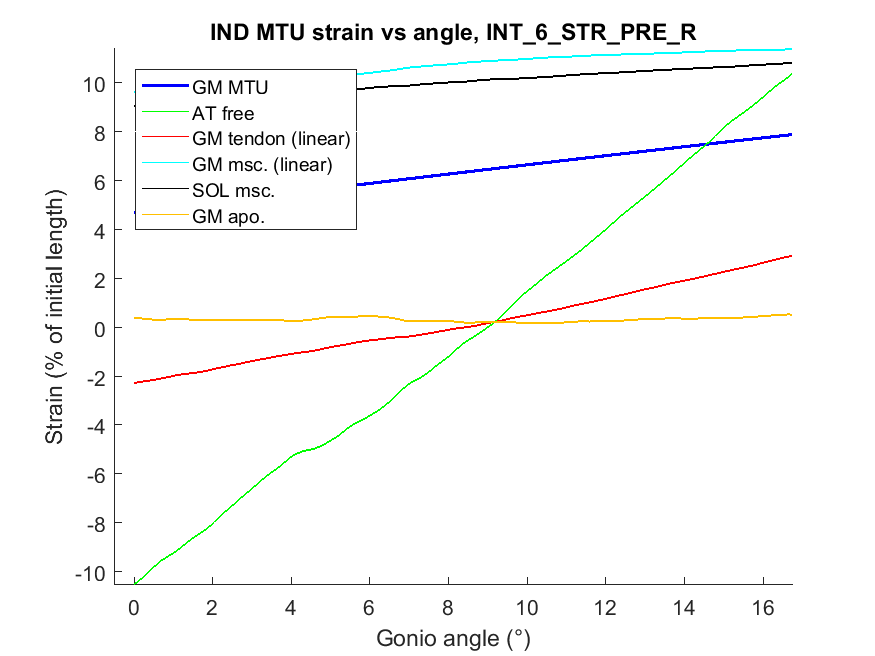 IND MTU strain vs angle, INT_6_STR_PRE_R
10
8
6
4
2
0
-2
-4
-6
-8
-10
Strain (% of initial length)
GM MTU
AT free
GM tendon (linear)
GM msc. (linear)
SOL msc.
GM apo.
0 2 4 6 8 10 12 14 16
Gonio angle (°)